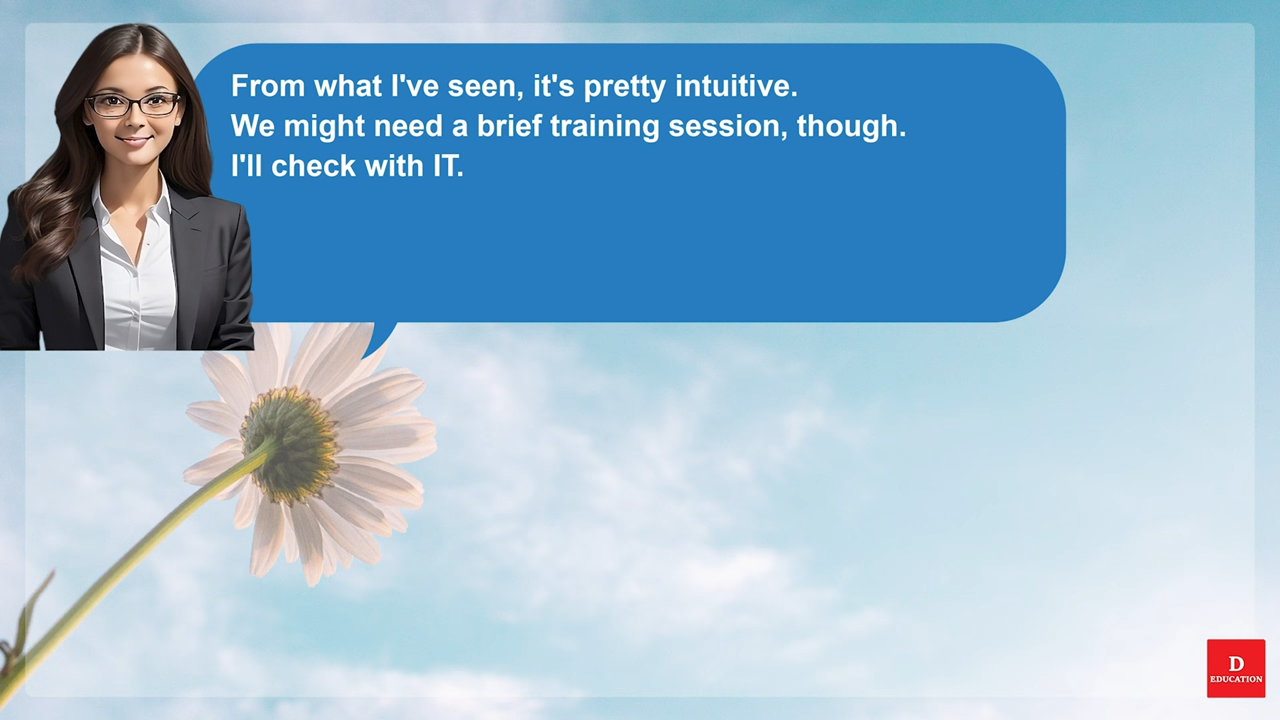 From what I've seen, it's pretty intuitive.
We might need a brief training session, though.
I'll check with IT.
D
EDUCATION